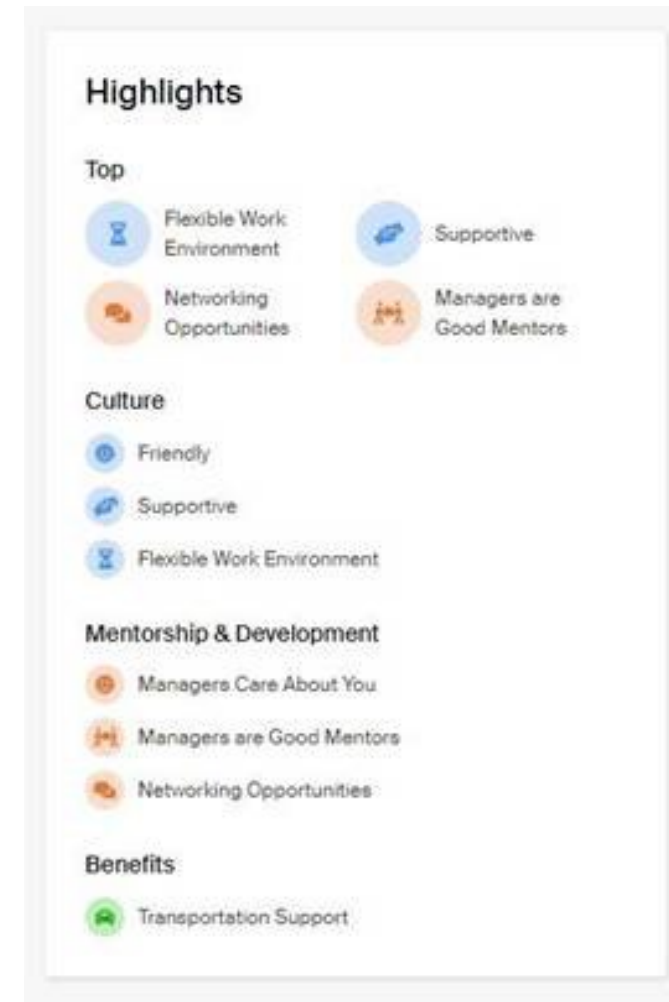 Highlights
Top
Flexible Work
Environment
Supportive
Networking
Opportunities
Managers are
Good Mentors
Culture
Friendly
Supportive
Flexible Work Environment
Mentorship & Development
Managers Care About You
Managers are Good Mentors
Networking Opportunities
Benefits
Transportation Support